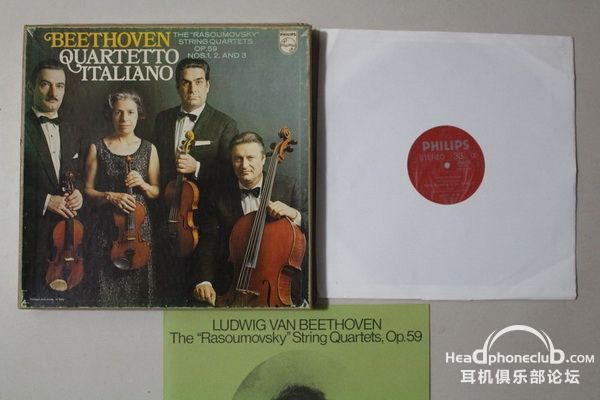 BEETHOVEN
QUARTETTO
ITALIANO
THE "RASOUMOVSKY"
STRING QUARTETS
OP.59
NOS.1, 2, AND 3
PHILIPS
PHILIPS
STEREO
33
LUDWIG VAN BEETHOVEN
The "Rasoumovsky" String Quartets, Op.59
Headphoneclub.com
耳机俱乐部论坛